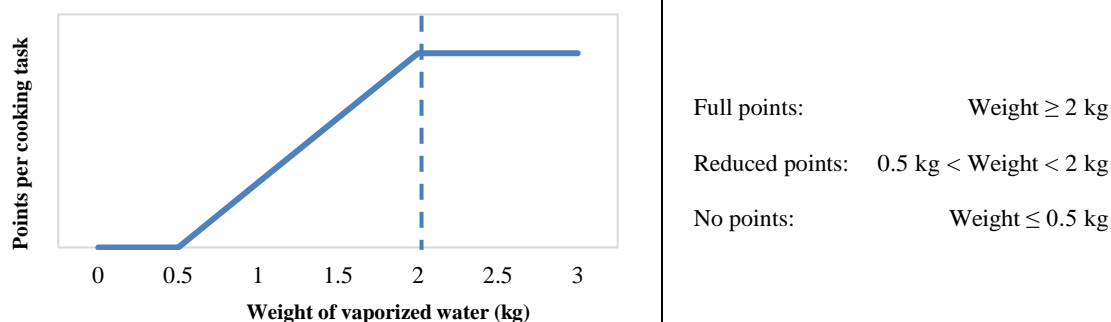 Points per cooking task
0 0.5 1 1.5 2 2.5 3
Weight of vaporized water (kg)
Full points: Weight ≥ 2 kg
Reduced points: 0.5 kg < Weight < 2 kg
No points: Weight ≤ 0.5 kg